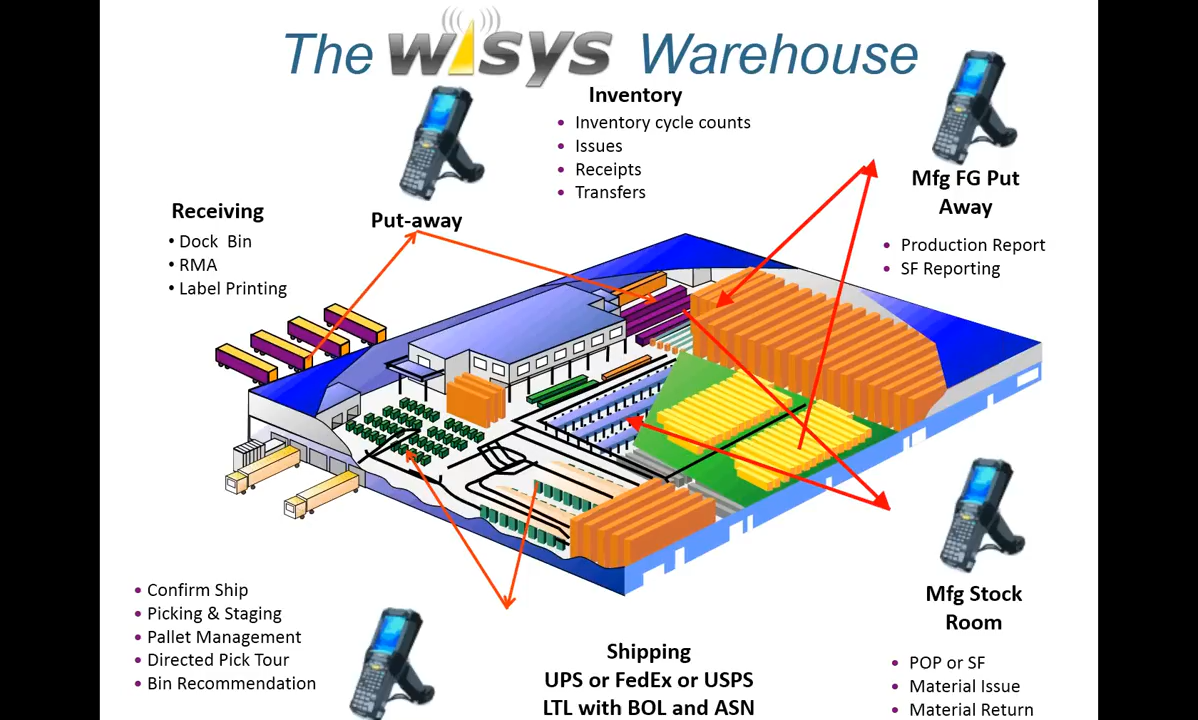 The wisys Warehouse
Inventory
• Inventory cycle counts
• Issues
• Receipts
• Transfers
Mfg FG Put
Away
• Production Report
• SF Reporting
Receiving
• Dock Bin
• RMA
• Label Printing
Put-away
• Confirm Ship
• Picking & Staging
• Pallet Management
• Directed Pick Tour
• Bin Recommendation
Shipping
UPS or FedEx or USPS
LTL with BOL and ASN
Mfg Stock
Room
• POP or SF
• Material Issue
• Material Return